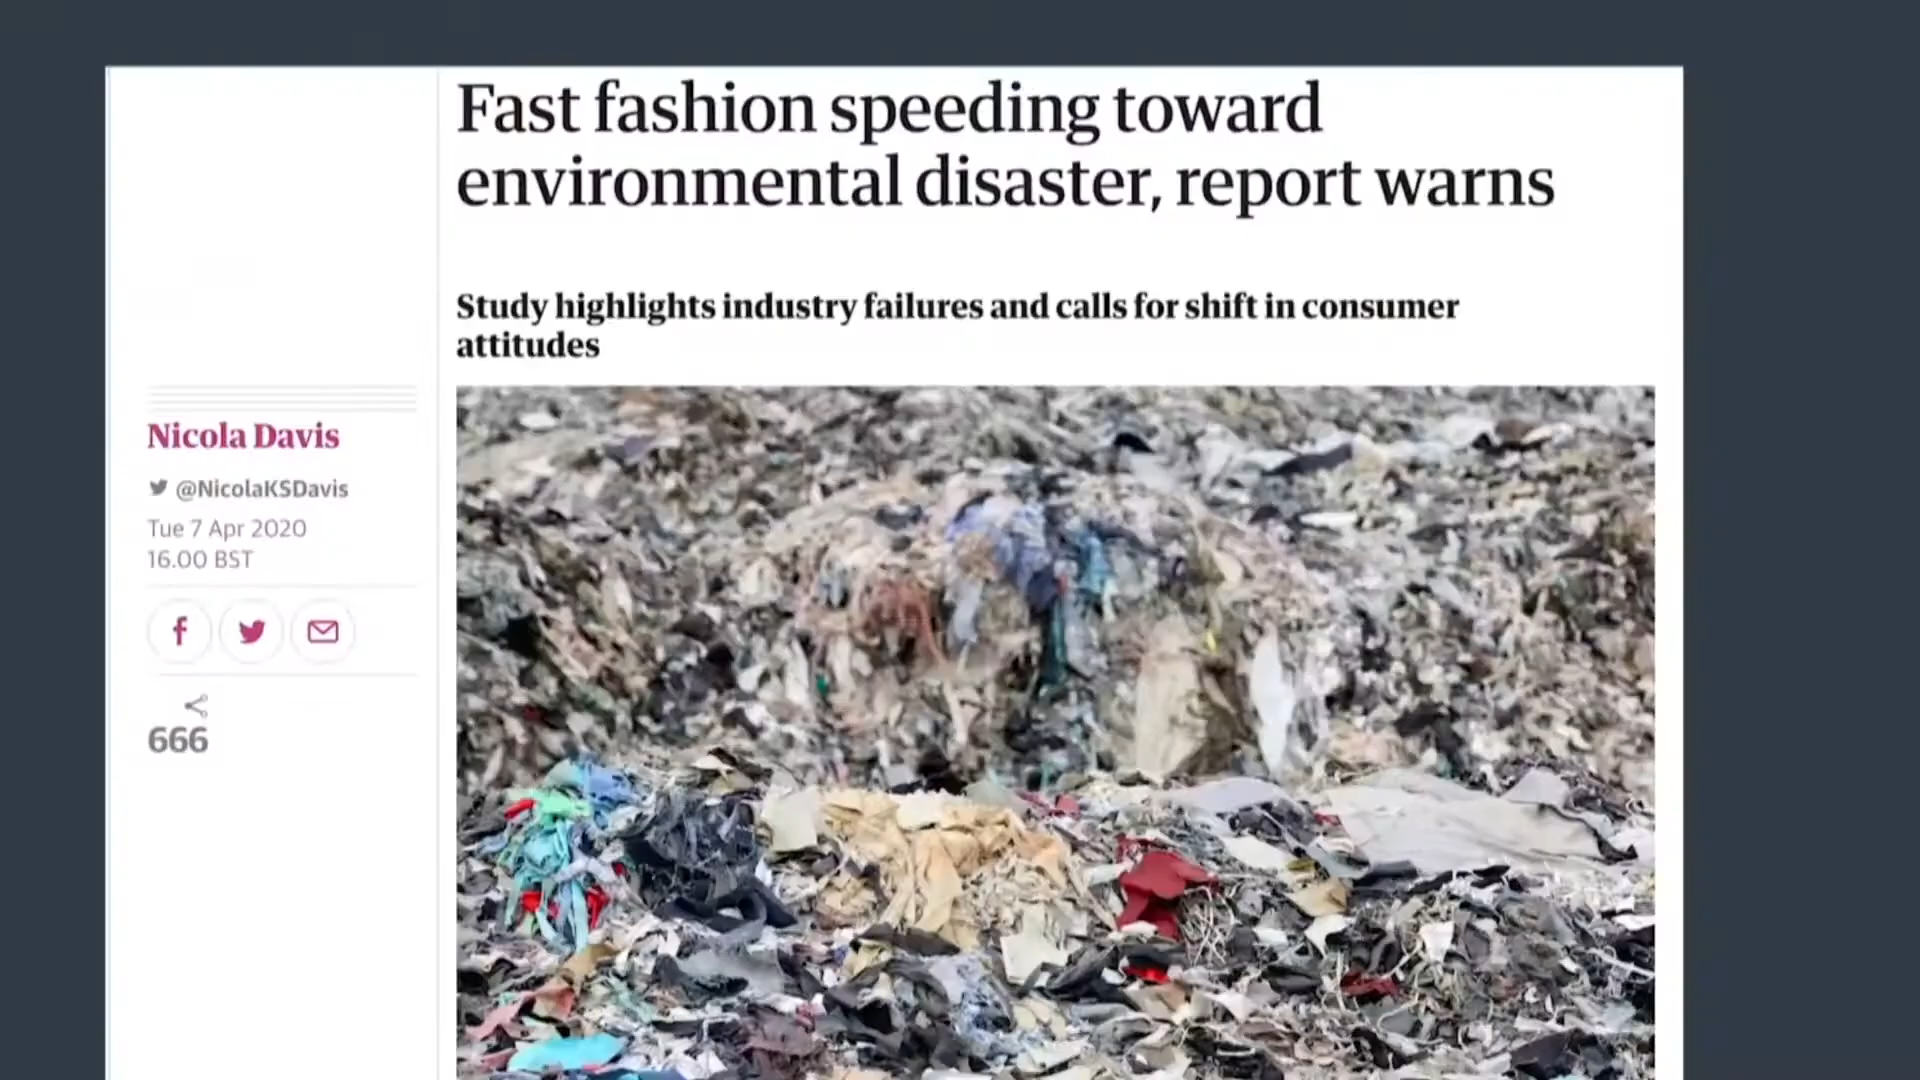 Fast fashion speeding toward
environmental disaster, report warns
Study highlights industry failures and calls for shift in consumer
attitudes
Nicola Davis
@NicolaKSDavis
Tue 7 Apr 2020
16.00 BST
666